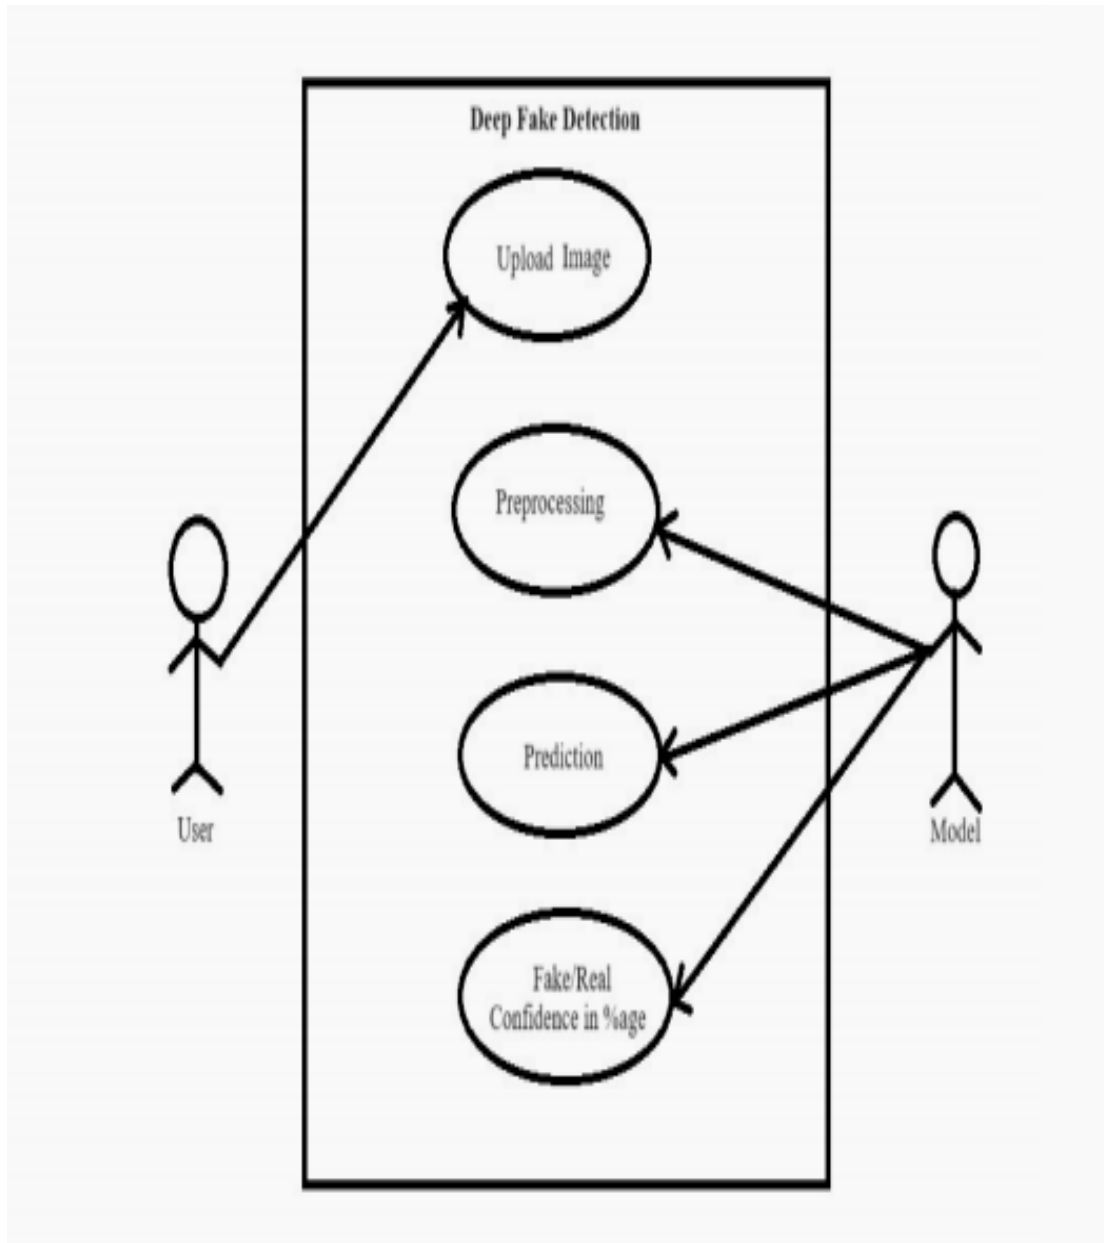 Deep Fake Detection
Upload Image
Preprocessing
Prediction
User
Model
Fake/Real
Confidence in %age